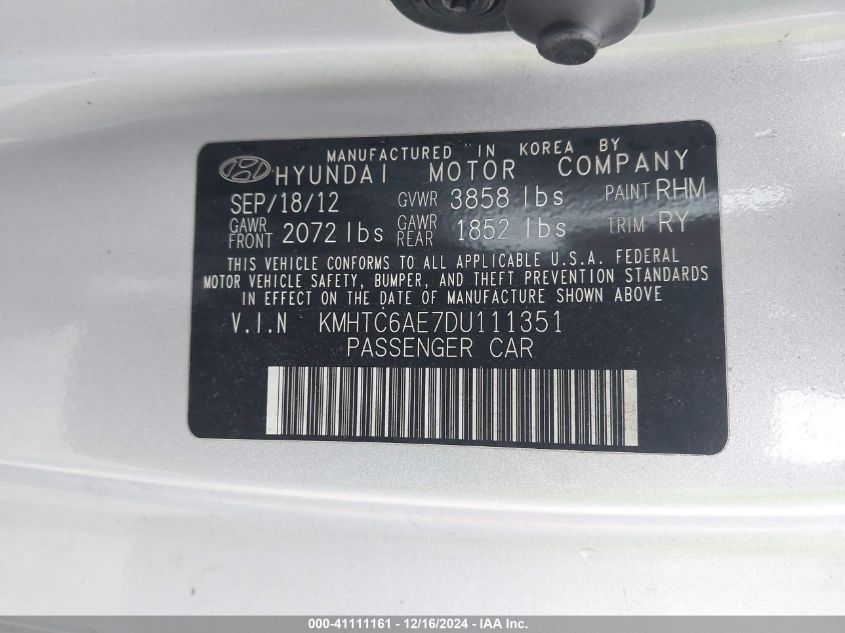 MANUFACTURED IN KOREA BY
HYUNDAI MOTOR COMPANY
SEP/18/12 GVWR 3858 lbs PAINT RHM
GAWR FRONT 2072 lbs GAWR REAR 1852 lbs TRIM RY
THIS VEHICLE CONFORMS TO ALL APPLICABLE U.S.A. FEDERAL
MOTOR VEHICLE SAFETY, BUMPER, AND THEFT PREVENTION STANDARDS
IN EFFECT ON THE DATE OF MANUFACTURE SHOWN ABOVE
V.I.N KMHTC6AE7DU111351
PASSENGER CAR
000-41111161 - 12/16/2024 - IAA Inc.